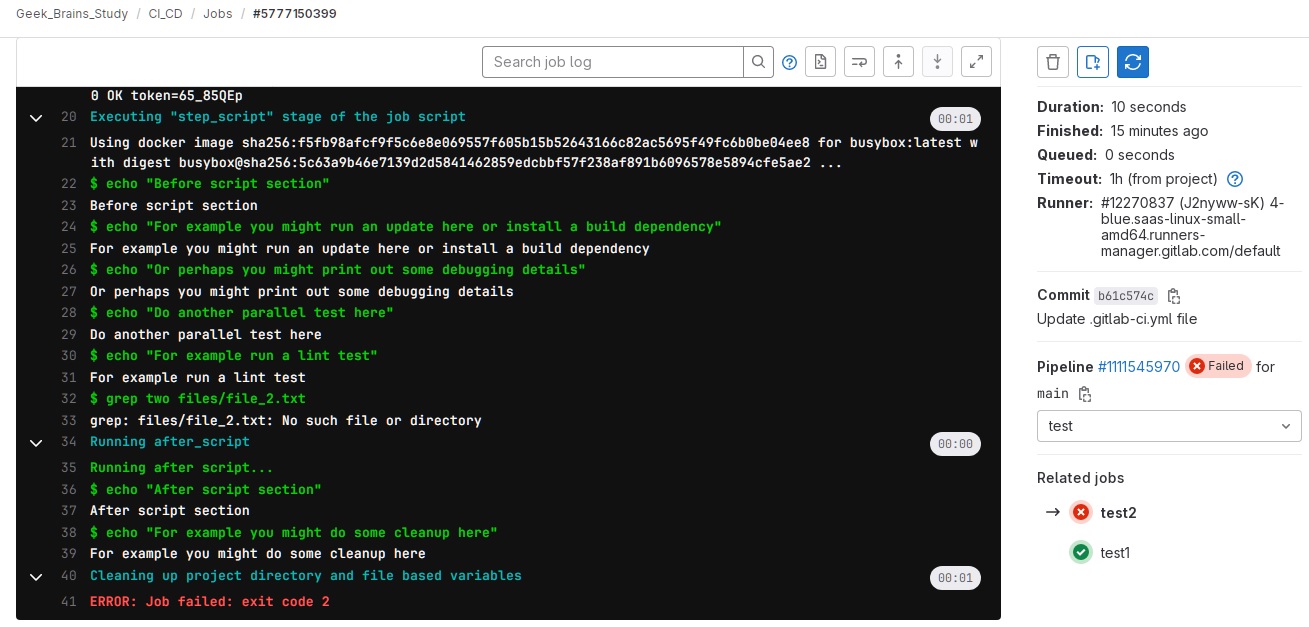 Geek_Brains_Study / CI_CD / Jobs / #5777150399
Search job log
0 OK token=65_85QEp
20 Executing "step_script" stage of the job script 00:01
21 Using docker image sha256:f5fb98afcf9f5c6e8e069557f605b15b52643166c82ac5695f49fc6b0be04ee8 for busybox:latest w
ith digest busybox@sha256:5c63a9b46e7139d2d5841462859edcbbf57f238af891b6096578e5894cfe5ae2 ...
22 $ echo "Before script section"
23 Before script section
24 $ echo "For example you might run an update here or install a build dependency"
25 For example you might run an update here or install a build dependency
26 $ echo "Or perhaps you might print out some debugging details"
27 Or perhaps you might print out some debugging details
28 $ echo "Do another parallel test here"
29 Do another parallel test here
30 $ echo "For example run a lint test"
31 For example run a lint test
32 $ grep two files/file_2.txt
33 grep: files/file_2.txt: No such file or directory
34 Running after_script 00:00
35 Running after script...
36 $ echo "After script section"
37 After script section
38 $ echo "For example you might do some cleanup here"
39 For example you might do some cleanup here
40 Cleaning up project directory and file based variables 00:01
41 ERROR: Job failed: exit code 2
Duration: 10 seconds
Finished: 15 minutes ago
Queued: 0 seconds
Timeout: 1h (from project)
Runner: #12270837 (J2nyww-sK) 4-
blue.saas-linux-small-
amd64.runners-
manager.gitlab.com/default
Commit b61c574c
Update .gitlab-ci.yml file
Pipeline #1111545970 Failed for
main
test
Related jobs
test2
test1